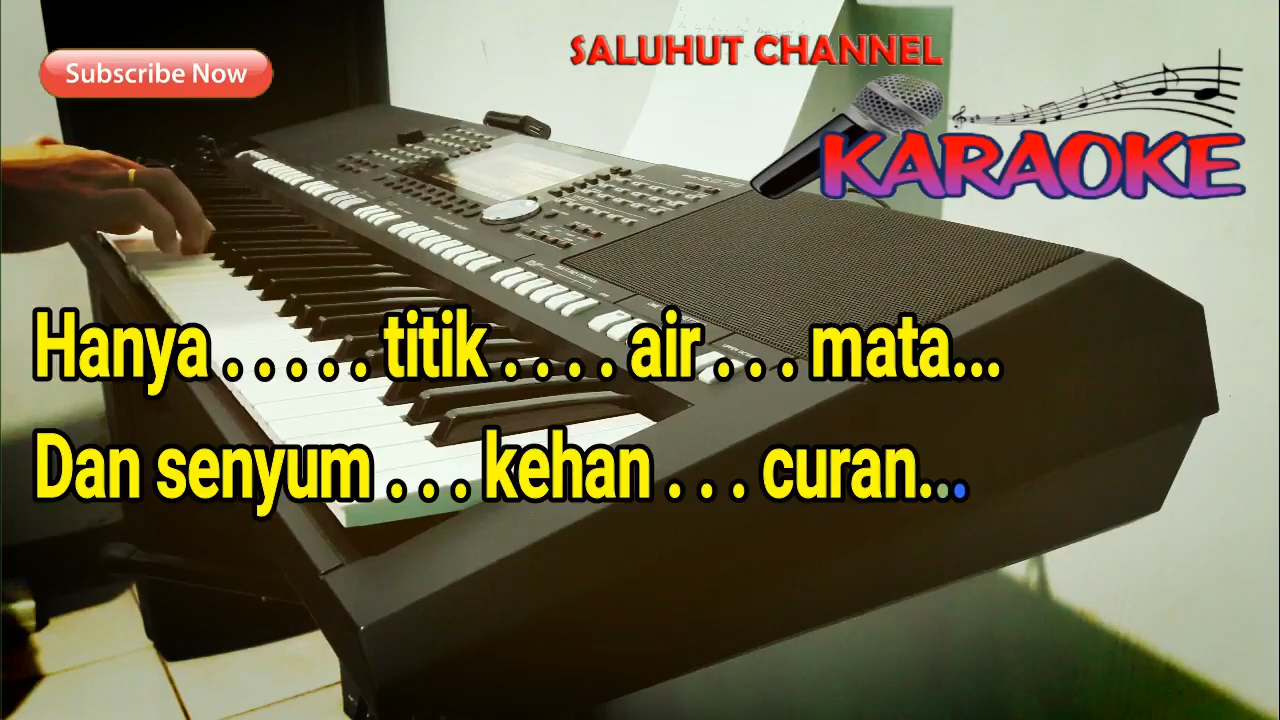 SALUHUT CHANNEL
Subscribe Now
KARAOKE
Hanya . . . . . titik . . . . air . . . mata...
Dan senyum . . . kehan . . . curan...